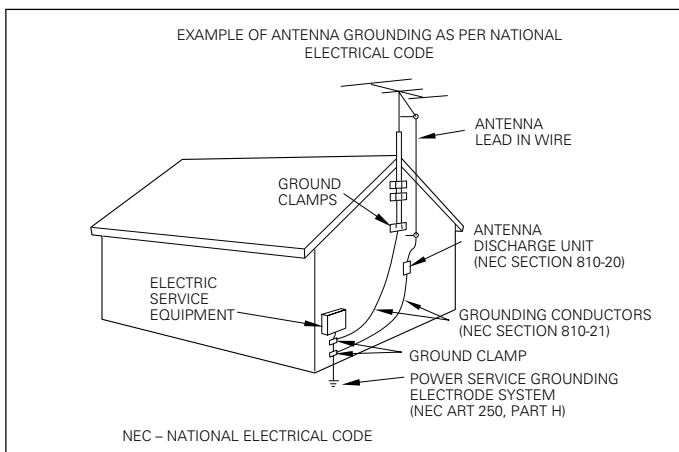 EXAMPLE OF ANTENNA GROUNDING AS PER NATIONAL
ELECTRICAL CODE
ANTENNA
LEAD IN WIRE
GROUND
CLAMPS
ANTENNA
DISCHARGE UNIT
(NEC SECTION 810-20)
ELECTRIC
SERVICE
EQUIPMENT
GROUNDING CONDUCTORS
(NEC SECTION 810-21)
GROUND CLAMP
POWER SERVICE GROUNDING
ELECTRODE SYSTEM
(NEC ART 250, PART H)
NEC – NATIONAL ELECTRICAL CODE